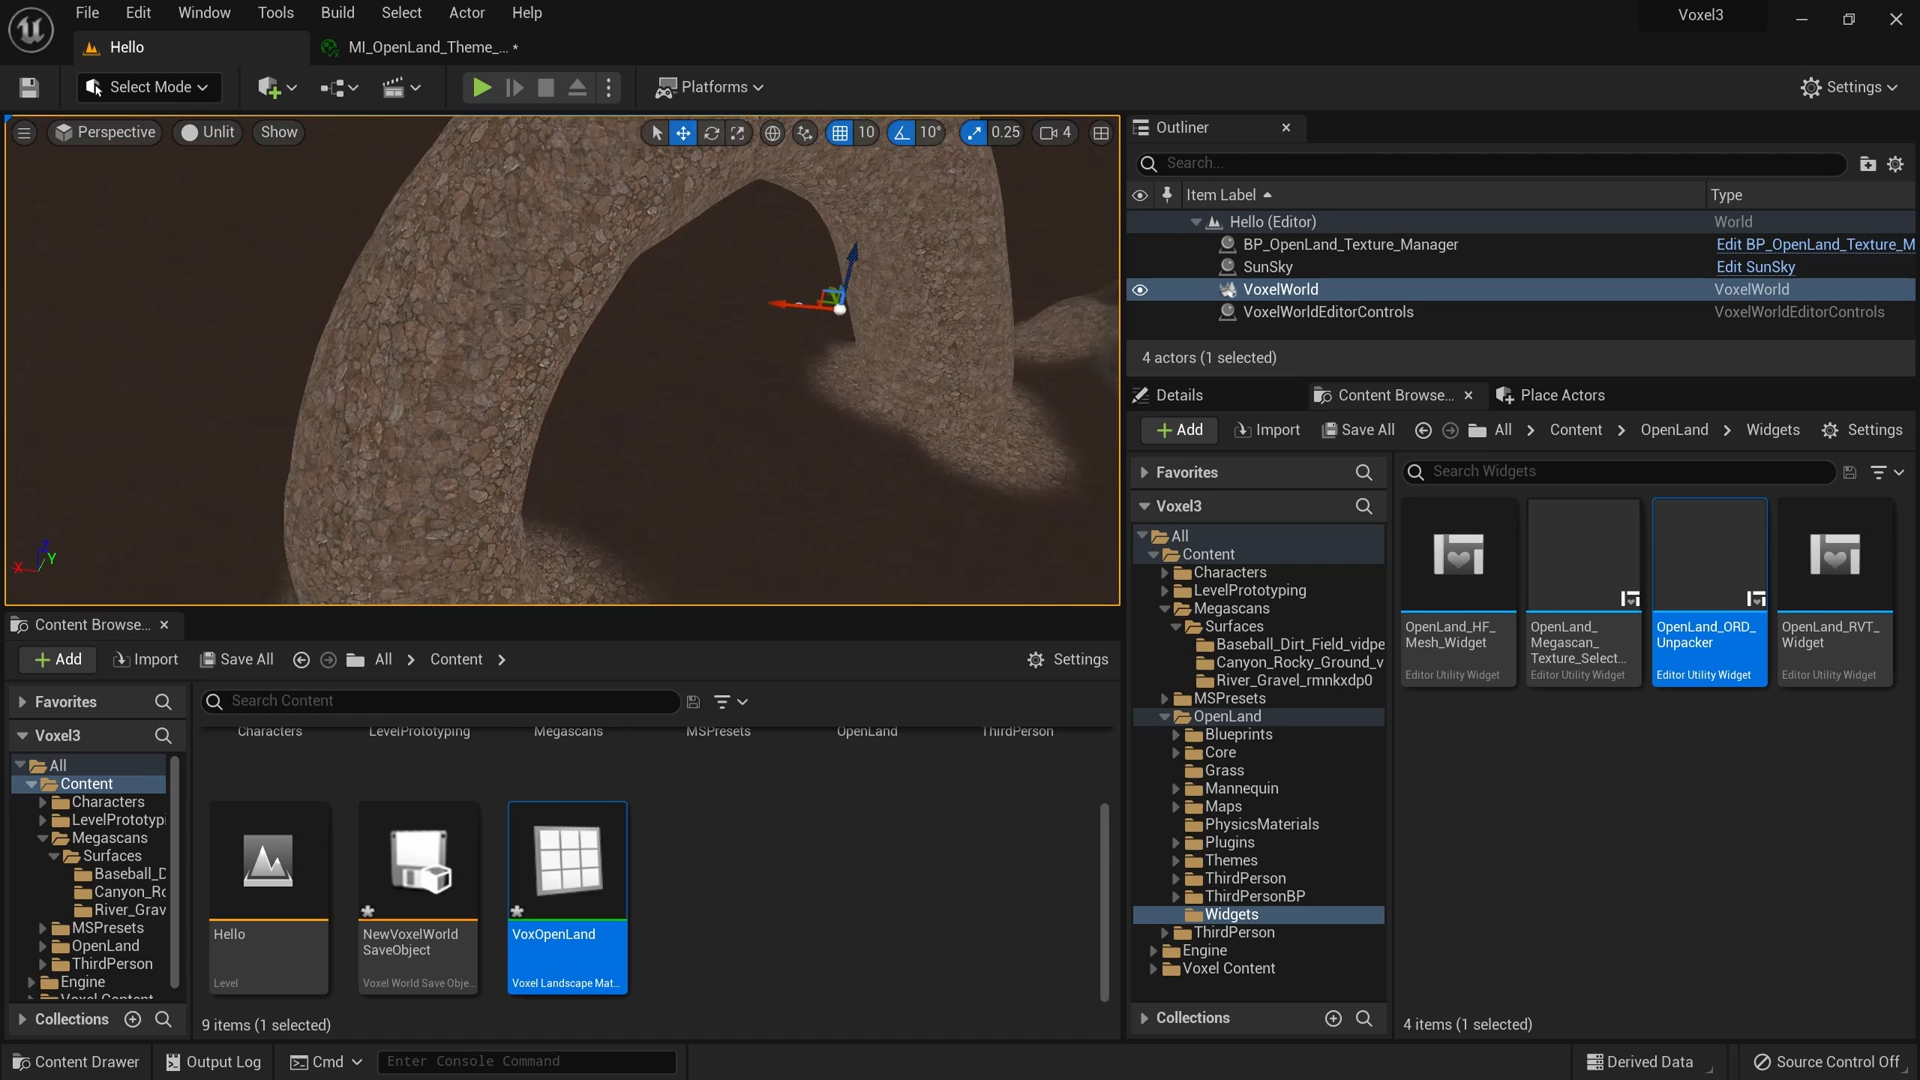 File Edit Window Tools Build Select Actor Help
Voxel3
Hello
MI_OpenLand_Theme_... *
Select Mode
Platforms
Settings
Perspective Unlit Show
10 10° 0.25 4
X Z Y
Outliner
Search...
Item Label Type
Hello (Editor) World
BP_OpenLand_Texture_Manager Edit BP_OpenLand_Texture_M
SunSky Edit SunSky
VoxelWorld VoxelWorld
VoxelWorldEditorControls VoxelWorldEditorControls
4 actors (1 selected)
Details Content Browse... Place Actors
Add Import Save All All Content OpenLand Widgets Settings
Favorites
Search Widgets
Voxel3
All
Content
Characters
LevelPrototyping
Megascans
Surfaces
Baseball_Dirt_Field_vidpe
Canyon_Rocky_Ground_v
River_Gravel_rmnkxdp0
MSPresets
OpenLand
Blueprints
Core
Grass
Mannequin
Maps
PhysicsMaterials
Plugins
Themes
ThirdPerson
ThirdPersonBP
Widgets
ThirdPerson
Engine
Voxel Content
Collections
OpenLand_HF_
Mesh_Widget
Editor Utility Widget
OpenLand_
Megascan_
Texture_Select...
Editor Utility Widget
OpenLand_ORD_
Unpacker
Editor Utility Widget
OpenLand_RVT_
Widget
Editor Utility Widget
4 items (1 selected)
Content Browse...
Add Import Save All All Content Settings
Favorites
Search Content
Voxel3
All
Content
Characters
LevelPrototypi
Megascans
Surfaces
Baseball_D
Canyon_Ro
River_Grav
MSPresets
OpenLand
ThirdPerson
Engine
Voxel Content
Collections
Characters LevelPrototyping Megascans MSPresets OpenLand ThirdPerson
Hello
Level
NewVoxelWorld
SaveObject
Voxel World Save Obje...
VoxOpenLand
Voxel Landscape Mat...
9 items (1 selected)
Content Drawer Output Log Cmd Enter Console Command Derived Data Source Control Off